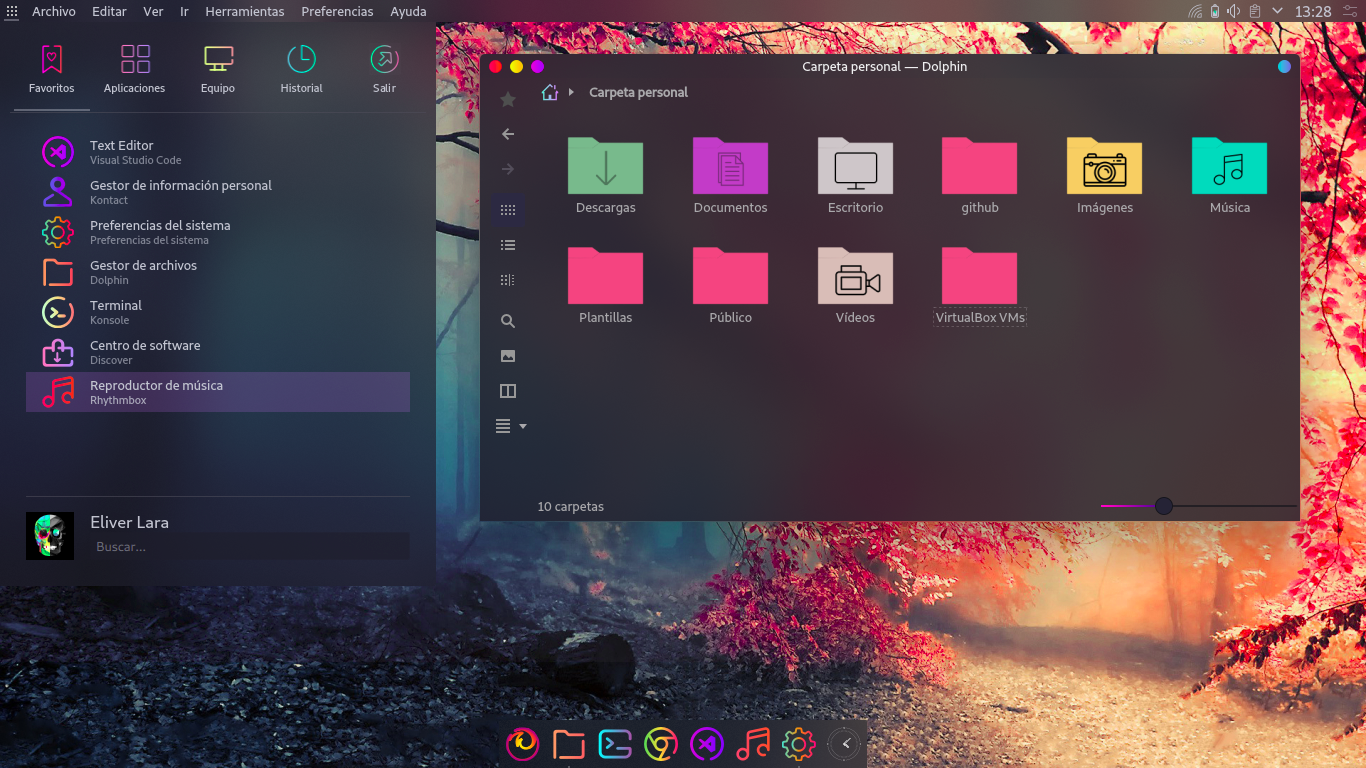 Archivo Editar Ver Ir Herramientas Preferencias Ayuda
13:28
Favoritos Aplicaciones Equipo Historial Salir
Text Editor
Visual Studio Code
Gestor de información personal
Kontact
Preferencias del sistema
Preferencias del sistema
Gestor de archivos
Dolphin
Terminal
Konsole
Centro de software
Discover
Reproductor de música
Rhythmbox
Eliver Lara
Buscar...
Carpeta personal — Dolphin
Carpeta personal
Descargas Documentos Escritorio github Imágenes Música
Plantillas Público Vídeos VirtualBox VMs
10 carpetas